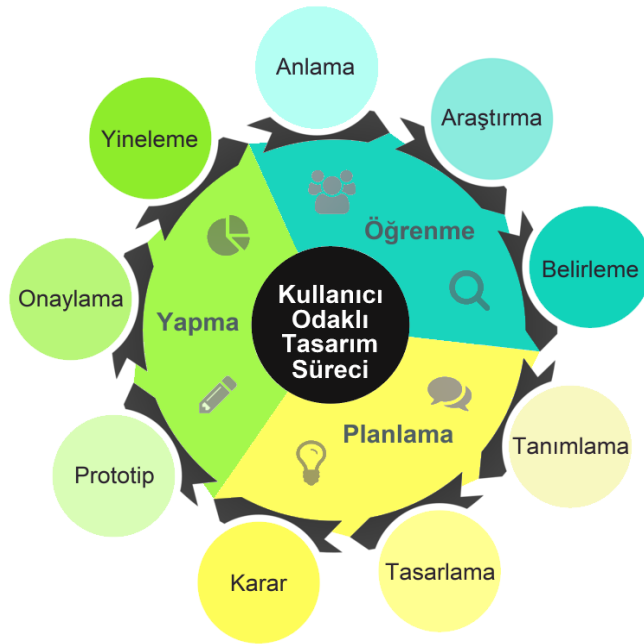 Anlama
Araştırma
Yineleme
Öğrenme
Belirleme
Onaylama
Yapma
Kullanıcı
Odaklı
Tasarım
Süreci
Planlama
Tanımlama
Prototip
Tasarlama
Karar